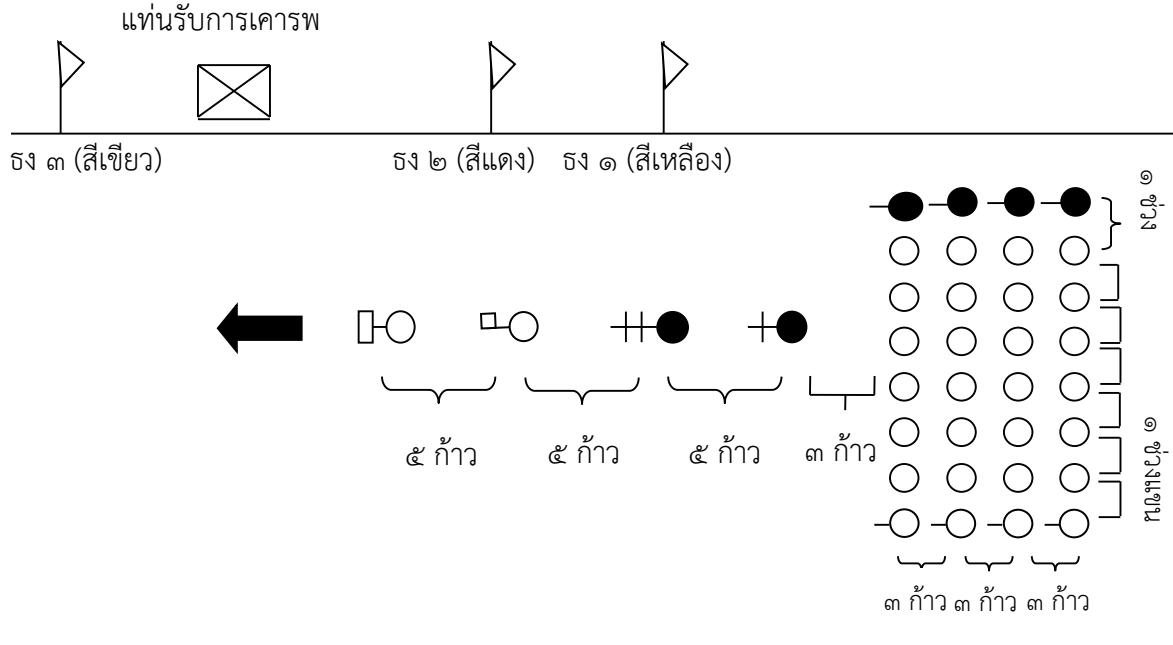 แท่นรับการเคารพ
ธง ๓ (สีเขียว)
ธง ๒ (สีแดง)
ธง ๑ (สีเหลือง)
๑ ช่วง
๕ ก้าว
๕ ก้าว
๕ ก้าว
๓ ก้าว
๑ ช่วงแขน
๓ ก้าว
๓ ก้าว
๓ ก้าว